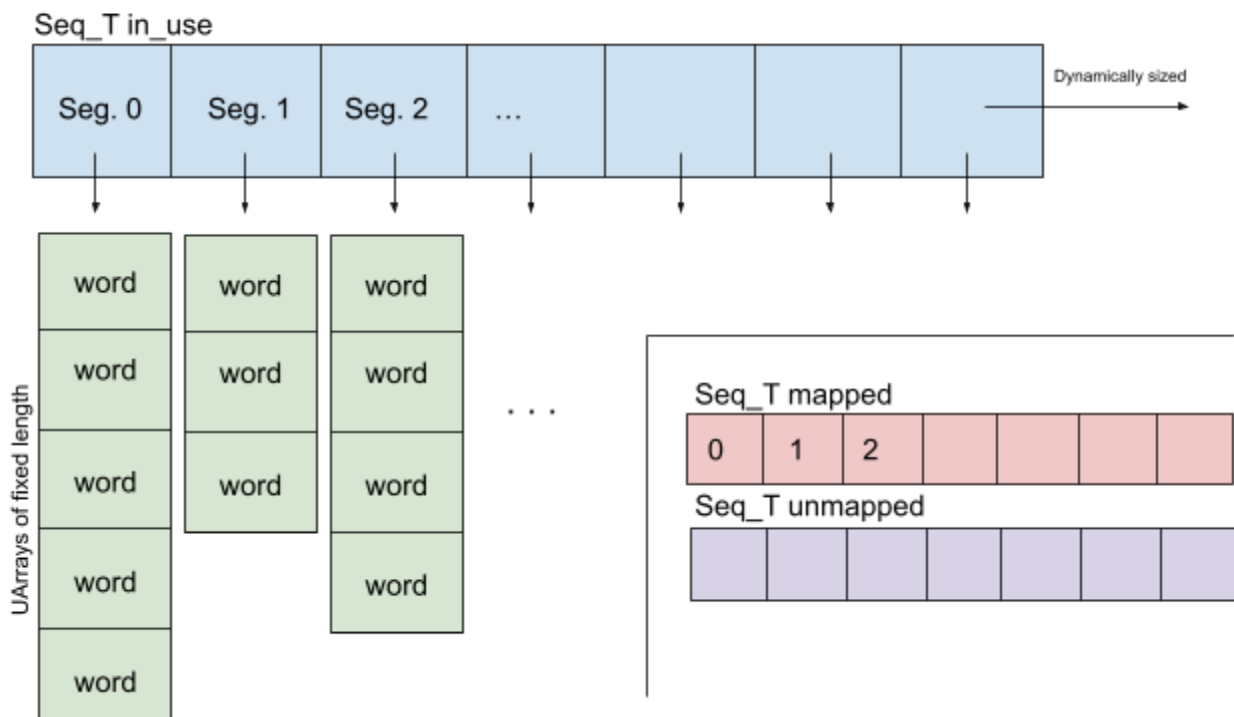 Seq_T in_use
Dynamically sized
Seg. 0 Seg. 1 Seg. 2 ...
word word word
word word word
word word word
word word
word
. . .
UArrays of fixed length
Seq_T mapped
0 1 2
Seq_T unmapped